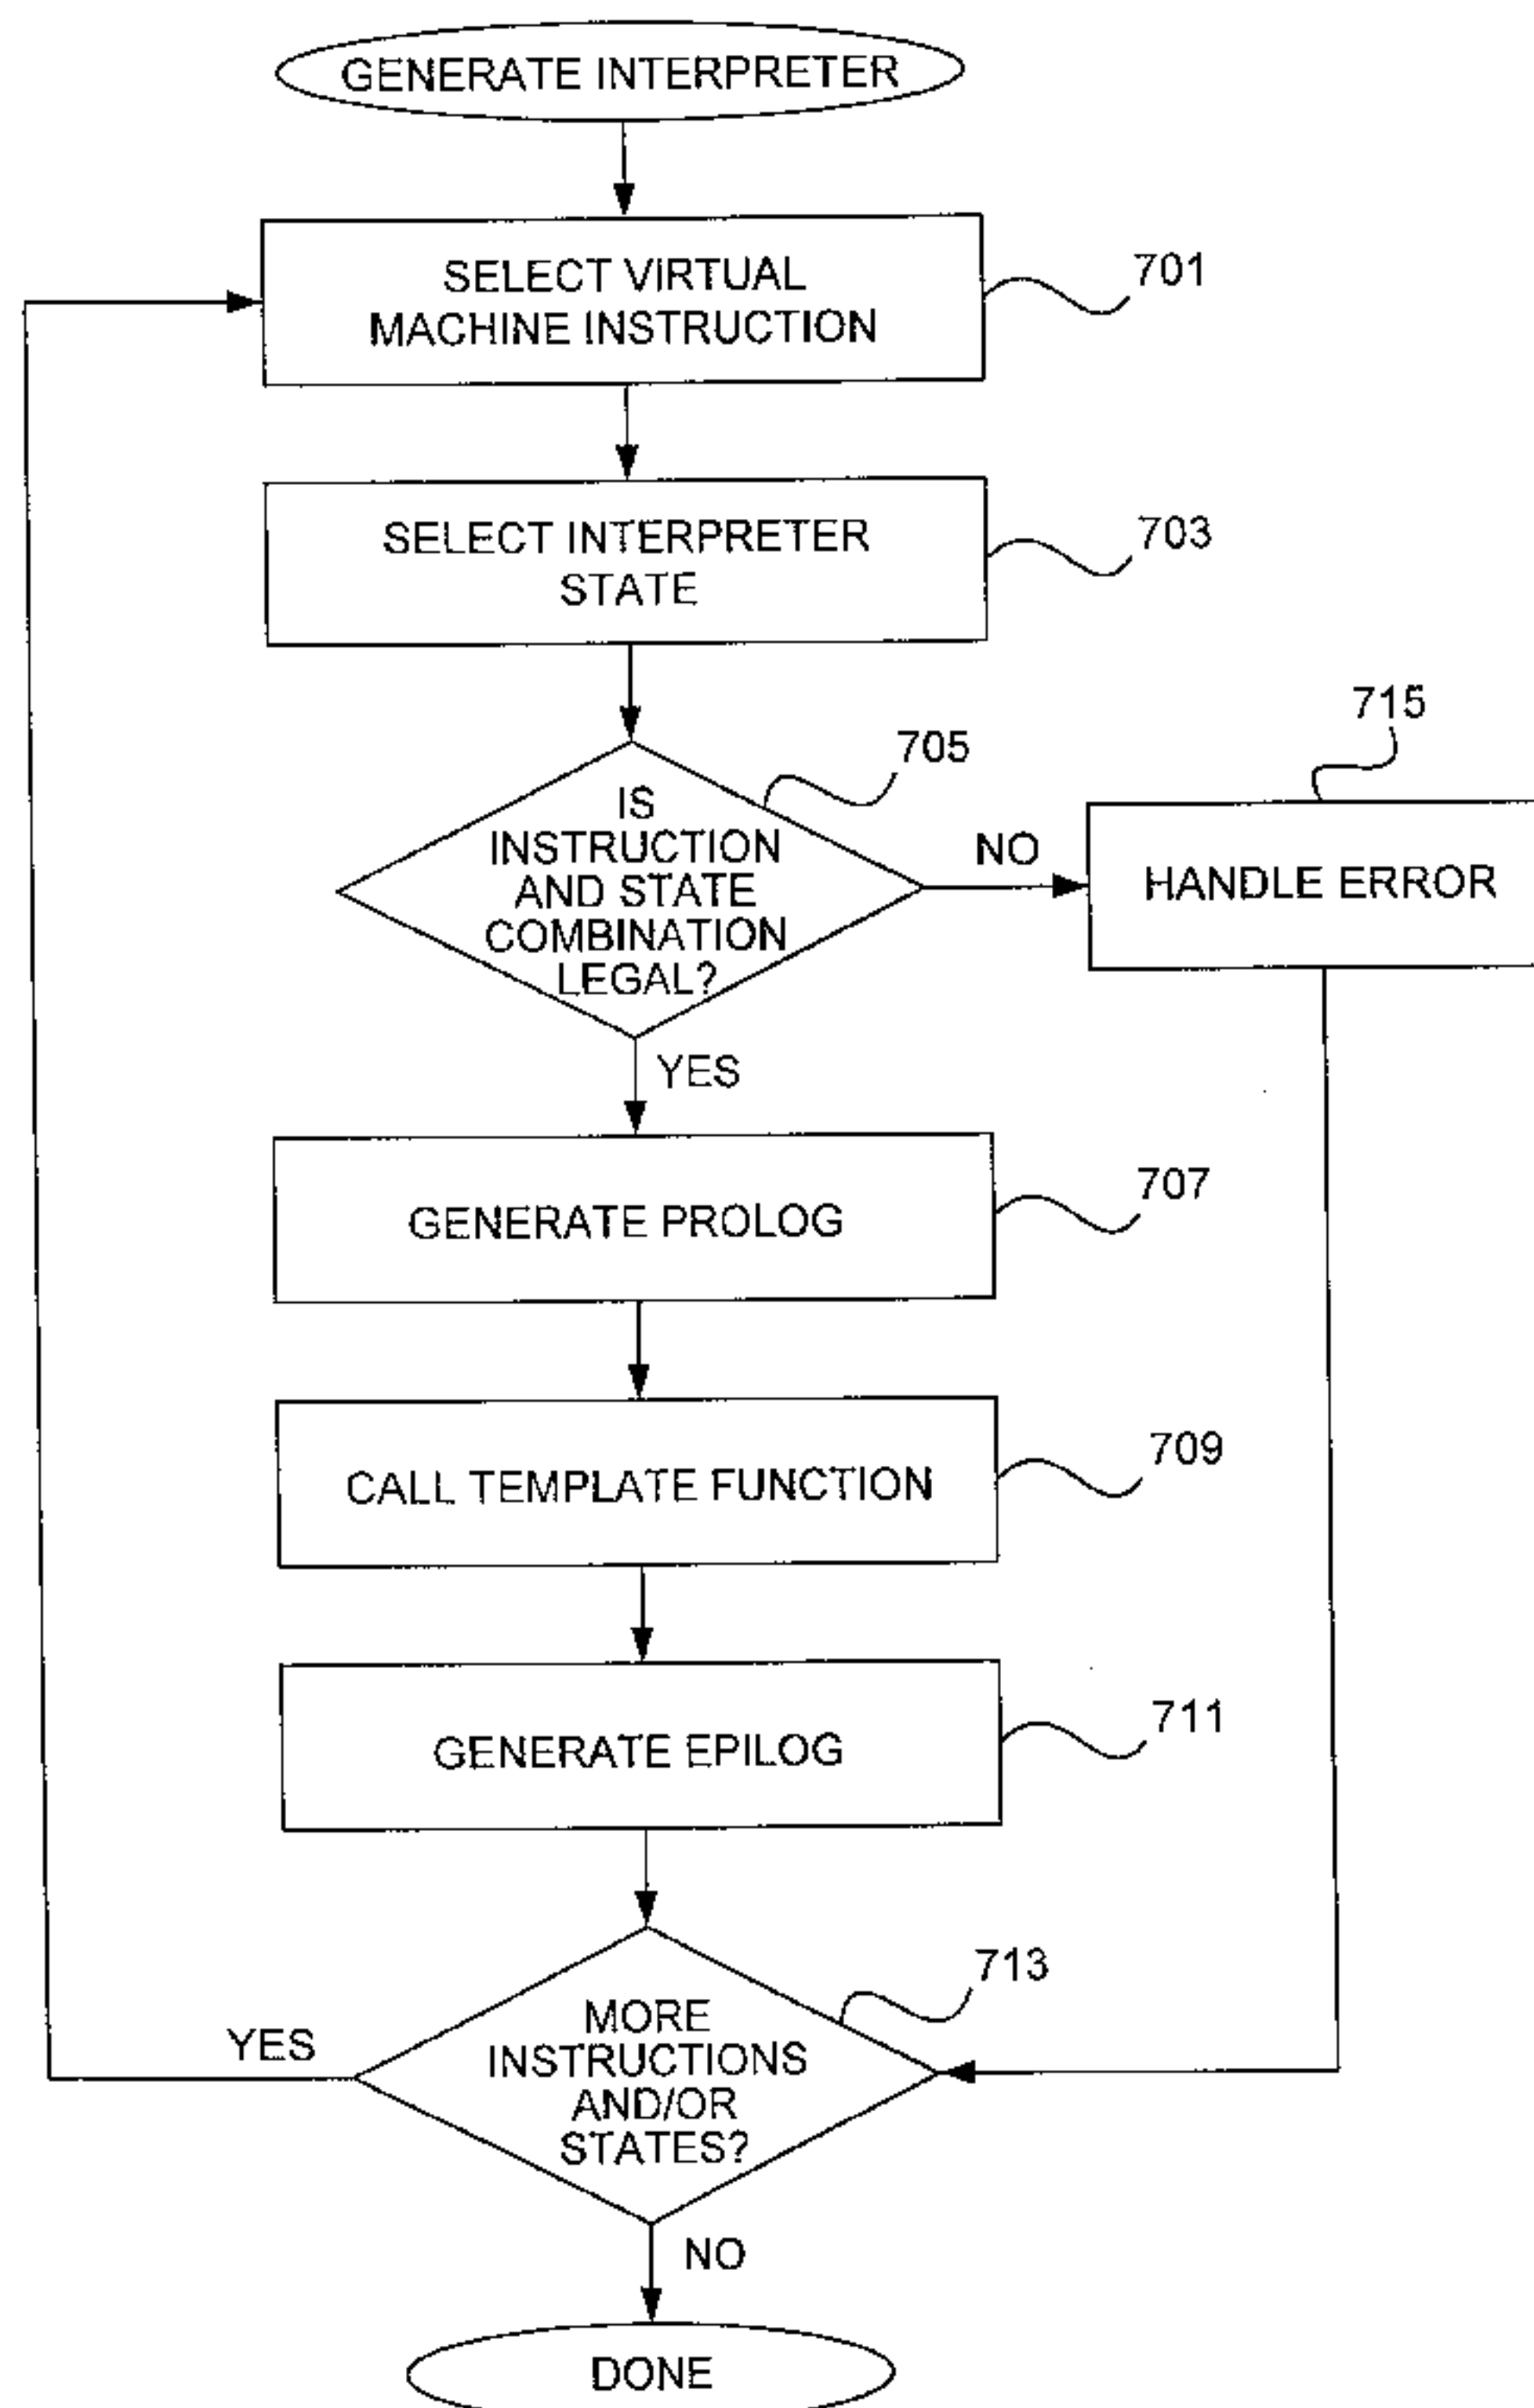 GENERATE INTERPRETER
SELECT VIRTUAL
MACHINE INSTRUCTION
701
SELECT INTERPRETER
STATE
703
715
705
IS
INSTRUCTION
AND STATE
COMBINATION
LEGAL?
NO
HANDLE ERROR
YES
GENERATE PROLOG
707
CALL TEMPLATE FUNCTION
709
GENERATE EPILOG
711
713
MORE
INSTRUCTIONS
AND/OR
STATES?
YES
NO
DONE